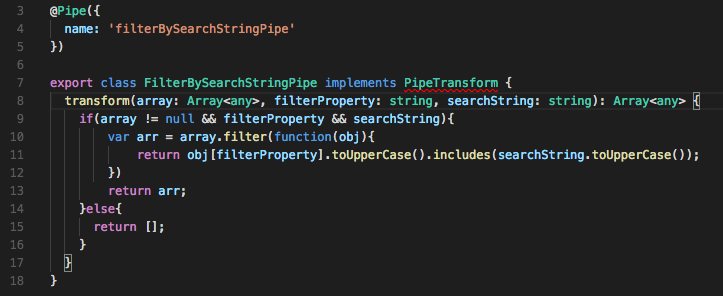 3 @Pipe({
4   name: 'filterBySearchStringPipe'
5 })
6
7 export class FilterBySearchStringPipe implements PipeTransform {
8   transform(array: Array<any>, filterProperty: string, searchString: string): Array<any> {
9     if(array != null && filterProperty && searchString){
10         var arr = array.filter(function(obj){
11             return obj[filterProperty].toUpperCase().includes(searchString.toUpperCase());
12         })
13         return arr;
14     }else{
15       return [];
16     }
17   }
18 }